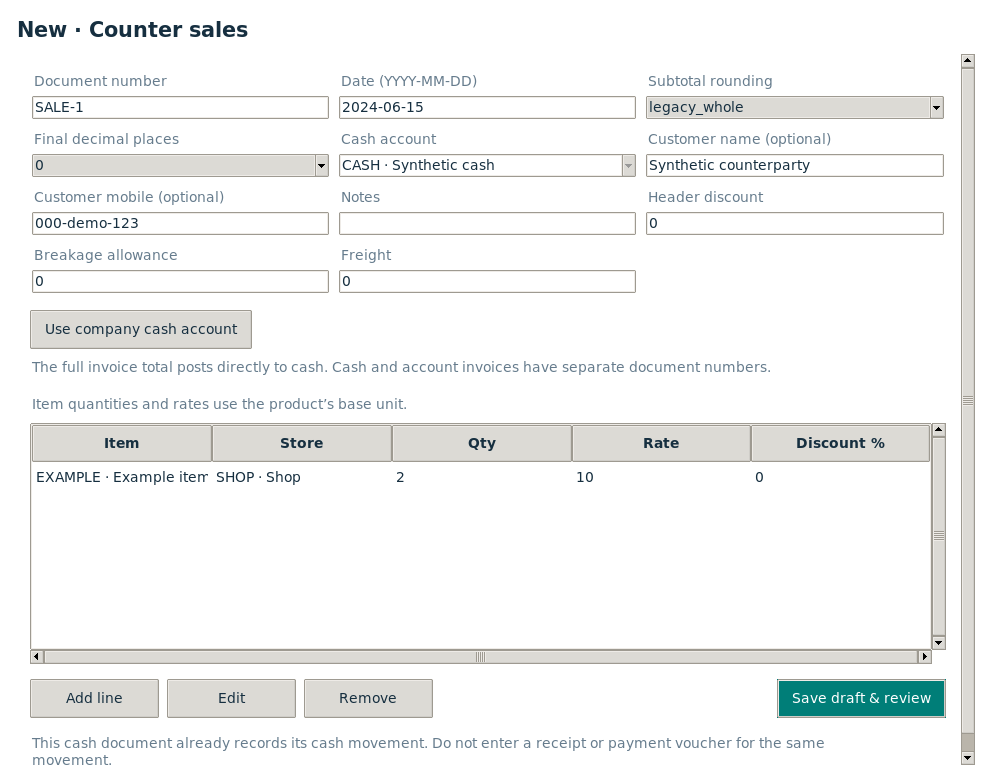 New · Counter sales
Document number
Date (YYYY-MM-DD)
Subtotal rounding
SALE-1
2024-06-15
legacy_whole
Final decimal places
Cash account
Customer name (optional)
0
CASH · Synthetic cash
Synthetic counterparty
Customer mobile (optional)
Notes
Header discount
000-demo-123
0
Breakage allowance
Freight
0
0
Use company cash account
The full invoice total posts directly to cash. Cash and account invoices have separate document numbers.
Item quantities and rates use the product’s base unit.
Item
Store
Qty
Rate
Discount %
EXAMPLE · Example item
SHOP · Shop
2
10
0
Add line
Edit
Remove
Save draft & review
This cash document already records its cash movement. Do not enter a receipt or payment voucher for the same
movement.